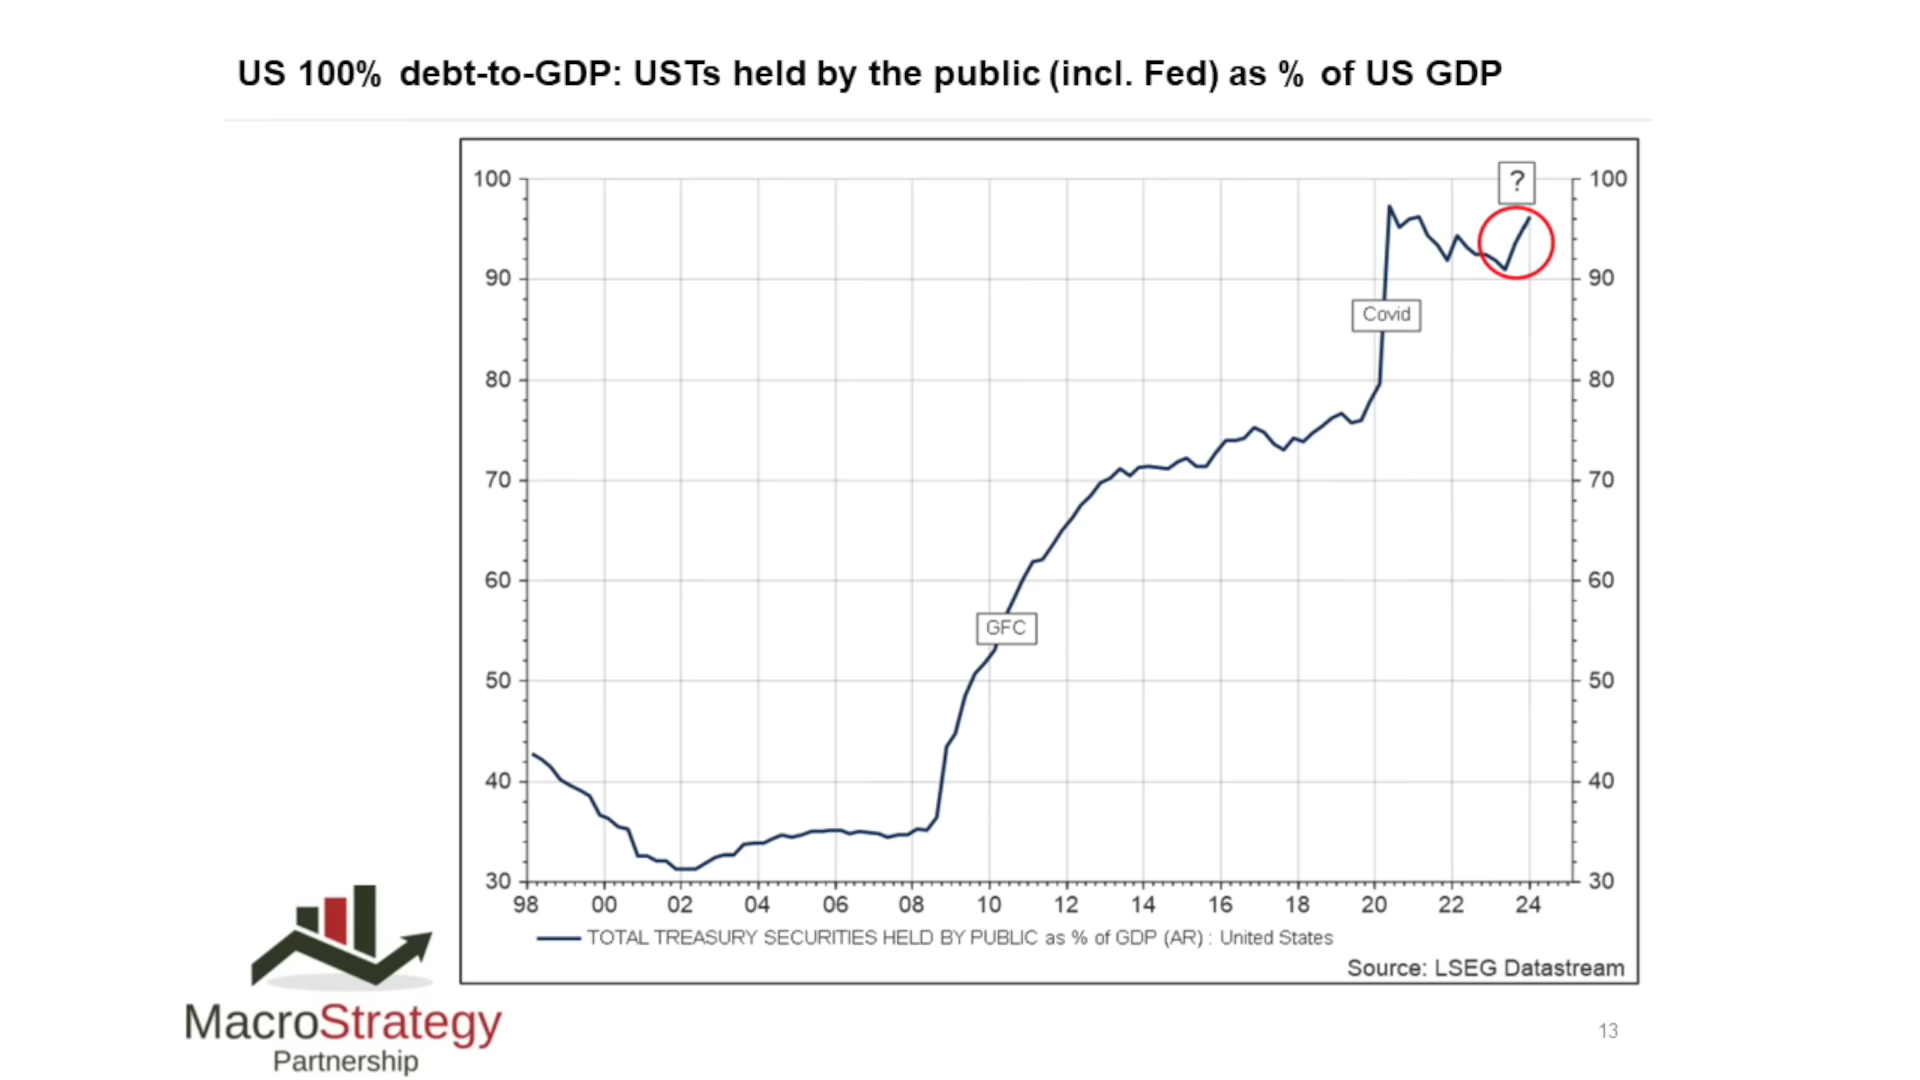 US 100% debt-to-GDP: USTs held by the public (incl. Fed) as % of US GDP
?
100 100
90 90
Covid
80 80
70 70
60 60
GFC
50 50
40 40
30 30
98 00 02 04 06 08 10 12 14 16 18 20 22 24
TOTAL TREASURY SECURITIES HELD BY PUBLIC as % of GDP (AR) : United States
Source: LSEG Datastream
MacroStrategy
Partnership
13